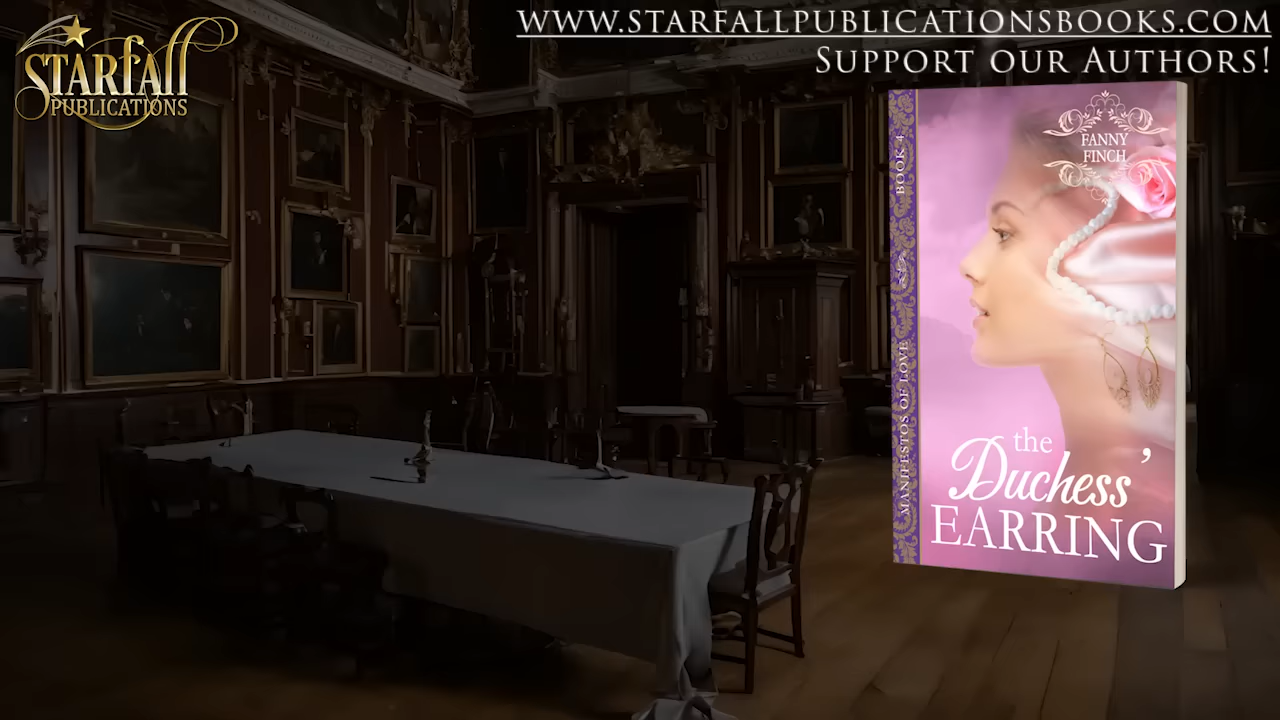 STARfall
PUBLICATIONS
WWW.STARFALLPUBLICATIONSBOOKS.COM
SUPPORT OUR AUTHORS!
MANIFESTOS OF LOVE BOOK 4
FANNY
FINCH
the
Duchess'
EARRING